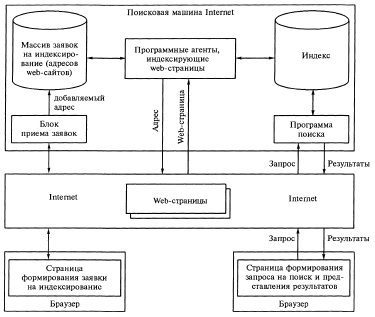 Поисковая машина Internet
Массив заявок
на индексиро-
вание (адресов
web-сайтов)
Программные агенты,
индексирующие
web-страницы
Индекс
добавляемый
адрес
Блок
приема заявок
Адрес
Web-страница
Программа
поиска
Запрос
Результаты
Internet
Web-страницы
Internet
Запрос
Результаты
Страница
формирования заявки
на индексирование
Браузер
Страница формирования
запроса на поиск и пред-
ставления результатов
Браузер